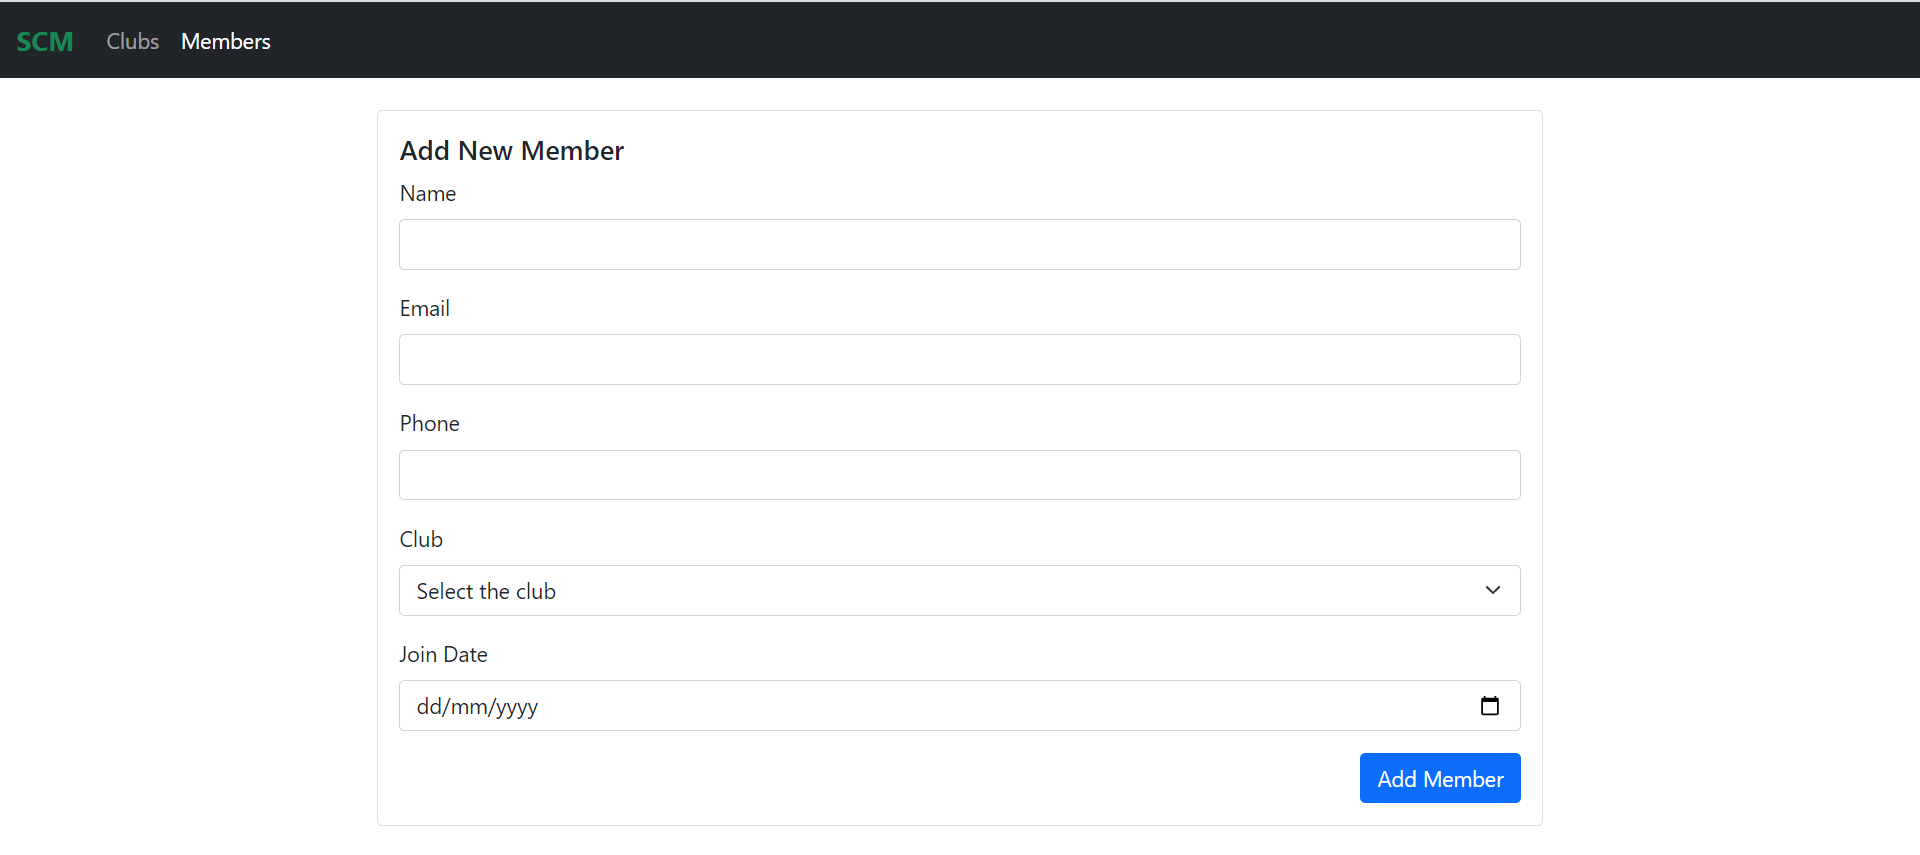 SCM Clubs Members
Add New Member
Name
Email
Phone
Club
Select the club
Join Date
dd/mm/yyyy
Add Member